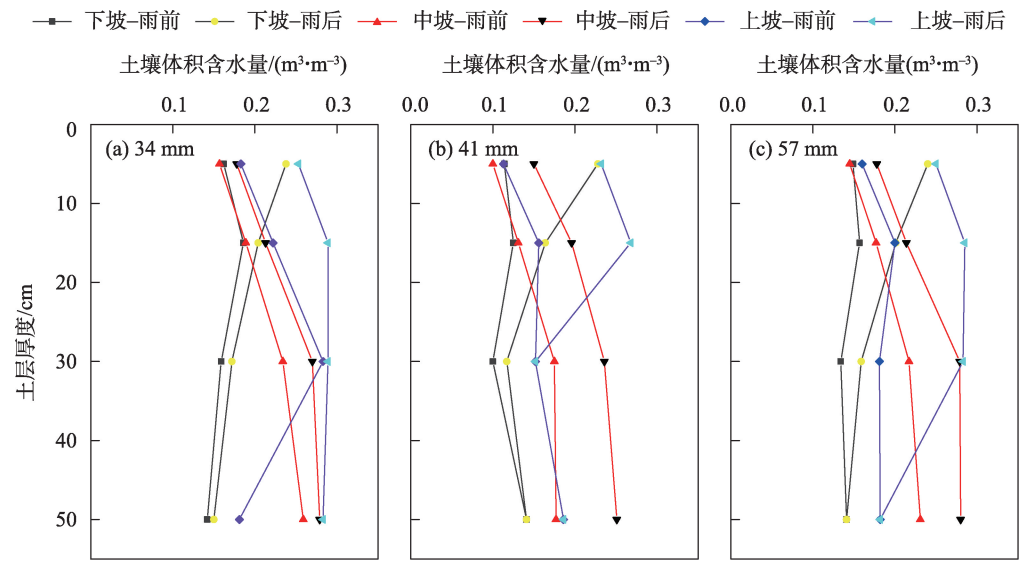 下坡–雨前 下坡–雨后 中坡–雨前 中坡–雨后 上坡–雨前 上坡–雨后
土壤体积含水量/(m³•m⁻³) 土壤体积含水量/(m³•m⁻³) 土壤体积含水量(m³•m⁻³)
0.1 0.2 0.3 0.0 0.1 0.2 0.3 0.0 0.1 0.2 0.3
0
(a) 34 mm (b) 41 mm (c) 57 mm
10
20
土层厚度/cm
30
40
50